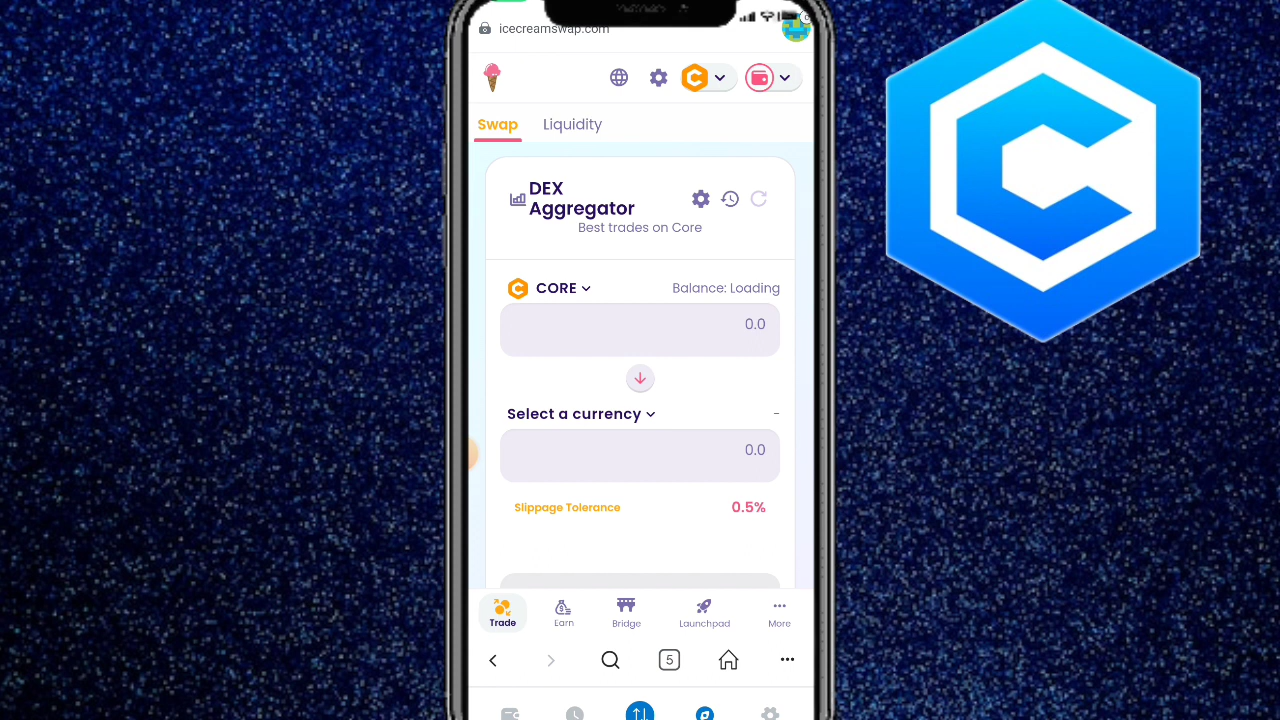 icecreamswap.com
Swap Liquidity
DEX
Aggregator
Best trades on Core
CORE Balance: Loading
0.0
Select a currency -
0.0
Slippage Tolerance 0.5%
Trade Earn Bridge Launchpad More
5